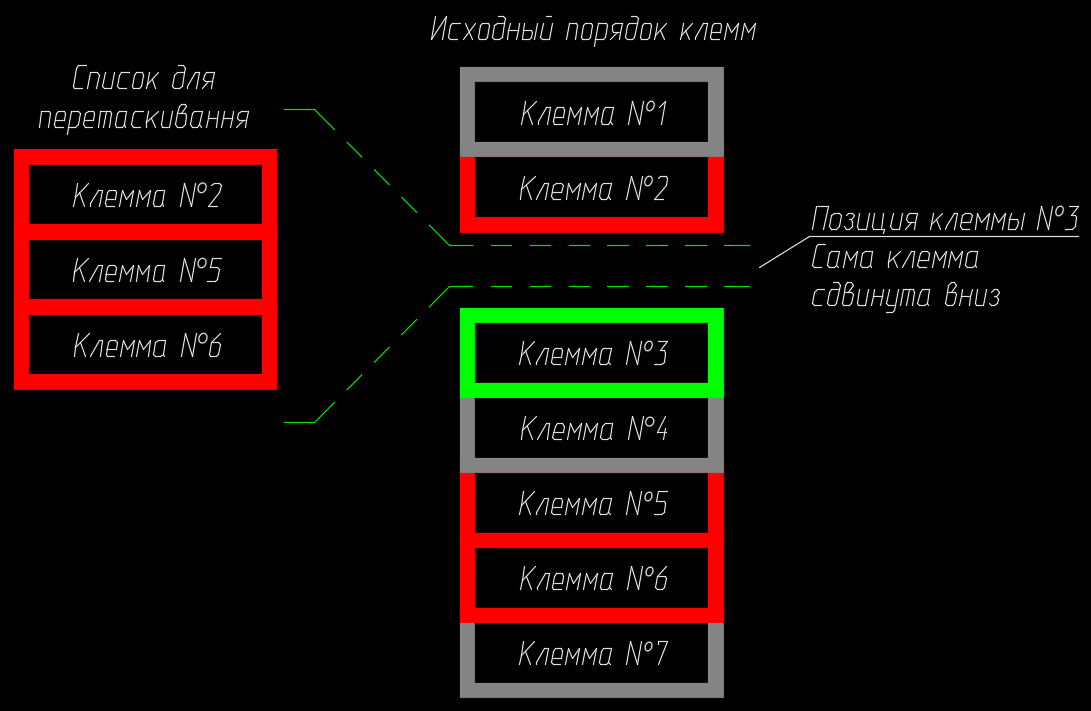 Исходный порядок клемм
Список для
перетаскивання
Клемма №2
Клемма №5
Клемма №6
Клемма №1
Клемма №2
Позиция клеммы №3
Сама клемма
сдвинута вниз
Клемма №3
Клемма №4
Клемма №5
Клемма №6
Клемма №7